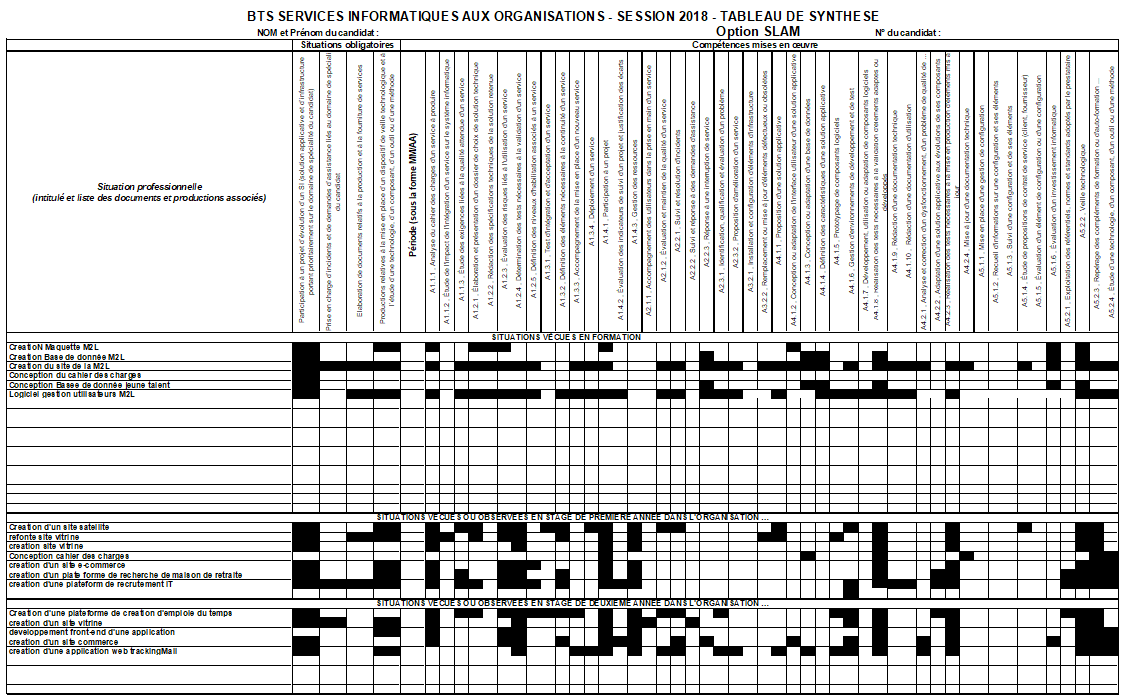 BTS SERVICES INFORMATIQUES AUX ORGANISATIONS - SESSION 2018 - TABLEAU DE SYNTHESE
NOM et Prénom du candidat : Option SLAM N° du candidat :
Situations obligatoires Compétences mises en œuvre
Situation professionnelle
(intitulé et liste des documents et productions associés)
Participation à un projet d'évolution d'un SI (solution applicative et d'infrastructure
portant prioritairement sur le domaine de spécialité du candidat)
Prise en charge d'incidents et de demandes d'assistance liés au domaine de spéciali
du candidat
Elaboration de documents relatifs à la production et à la fourniture de services
Productions relatives à la mise en place d'un dispositif de veille technologique et à
l'étude d'une technologie, d'un composant, d'un outil ou d'une méthode
Période (sous la forme MM/AA)
A1.1.1 , Analyse du cahier des charges d'un service à produire
A1.1.2 , Étude de l'impact de l'intégration d'un service sur le système informatique
A1.1.3 , Étude des exigences liées à la qualité attendue d'un service
A1.2.1 , Élaboration et présentation d'un dossier de choix de solution technique
A1.2.2 , Rédaction des spécifications techniques de la solution retenue
A1.2.3 , Évaluation des risques liés à l'utilisation d'un service
A1.2.4 , Détermination des tests nécessaires à la validation d'un service
A1.2.5 , Définition des niveaux d'habilitation associés à un service
A1.3.1 , Test d'intégration et d'acceptation d'un service
A1.3.2 , Définition des éléments nécessaires à la continuité d'un service
A1.3.3 , Accompagnement de la mise en place d'un nouveau service
A1.3.4 , Déploiement d'un service
A1.4.1 , Participation à un projet
A1.4.2 , Évaluation des indicateurs de suivi d'un projet et justification des écarts
A1.4.3 , Gestion des ressources
A2.1.1 , Accompagnement des utilisateurs dans la prise en main d'un service
A2.1.2 , Évaluation et maintien de la qualité d'un service
A2.2.1 , Suivi et résolution d'incidents
A2.2.2 , Suivi et réponse à des demandes d'assistance
A2.2.3 , Réponse à une interruption de service
A2.3.1 , Identification, qualification et évaluation d'un problème
A2.3.2 , Proposition d'amélioration d'un service
A3.2.1 , Installation et configuration d'éléments d'infrastructure
A3.2.2 , Remplacement ou mise à jour d'éléments défectueux ou obsolètes
A4.1.1 , Proposition d'une solution applicative
A4.1.2 , Conception ou adaptation de l'interface utilisateur d'une solution applicative
A4.1.3 , Conception ou adaptation d'une base de données
A4.1.4 , Définition des caractéristiques d'une solution applicative
A4.1.5 , Prototypage de composants logiciels
A4.1.6 , Gestion d'environnements de développement et de test
A4.1.7 , Développement, utilisation ou adaptation de composants logiciels
A4.1.8 , Réalisation des tests nécessaires à la validation d'éléments adaptés ou
développés
A4.1.9 , Rédaction d'une documentation technique
A4.1.10 , Rédaction d'une documentation d'utilisation
A4.2.1 , Analyse et correction d'un dysfonctionnement, d'un problème de qualité de …
A4.2.2 , Adaptation d'une solution applicative aux évolutions de ses composants
A4.2.3 , Réalisation des tests nécessaires à la mise en production d'éléments mis à
jour
A4.2.4 , Mise à jour d'une documentation technique
A5.1.1 , Mise en place d'une gestion de configuration
A5.1.2 , Recueil d'informations sur une configuration et ses éléments
A5.1.3 , Suivi d'une configuration et de ses éléments
A5.1.4 , Étude de propositions de contrat de service (client, fournisseur)
A5.1.5 , Évaluation d'un élément de configuration ou d'une configuration
A5.1.6 , Évaluation d'un investissement informatique
A5.2.1 , Exploitation des référentiels, normes et standards adoptés par le prestataire
A5.2.2 , Veille technologique
A5.2.3 , Repérage des compléments de formation ou d'auto-formation ...
A5.2.4 , Étude d'une technologie, d'un composant, d'un outil ou d'une méthode
SITUATIONS VÉCUES EN FORMATION
CreatioN Maquette M2L
Creation Base de donnée M2L
Creation du site de la M2L
Conception du cahier des charges
Conception Basee de donnée jeune talent
Logiciel gestion utilisateurs M2L
SITUATIONS VÉCUES OU OBSERVÉES EN STAGE DE PREMIERE ANNEE DANS L'ORGANISATION ...
Creation d'un site satellite
refonte site vitrine
creation site vitrine
Conception cahier des charges
creation d'un site e-commerce
creation d'un plate forme de recherche de maison de retraite
creation d'une plateform de recrutement IT
SITUATIONS VÉCUES OU OBSERVÉES EN STAGE DE DEUXIEME ANNEE DANS L'ORGANISATION ...
Creation d'une plateforme de creation d'emploie du temps
creation d'un site vitrine
developpement front-end d'une application
creation d'un site commerce
creation d'une application web trackingMail